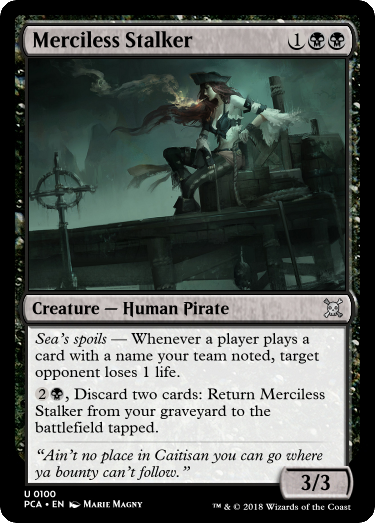 Merciless Stalker 1
Creature — Human Pirate
Sea's spoils — Whenever a player plays a
card with a name your team noted, target
opponent loses 1 life.
2, Discard two cards: Return Merciless
Stalker from your graveyard to the
battlefield tapped.
"Ain't no place in Caitisan you can go where
ya bounty can't follow."
3/3
U 0100
PCA • EN Marie Magny
™ & © 2018 Wizards of the Coast